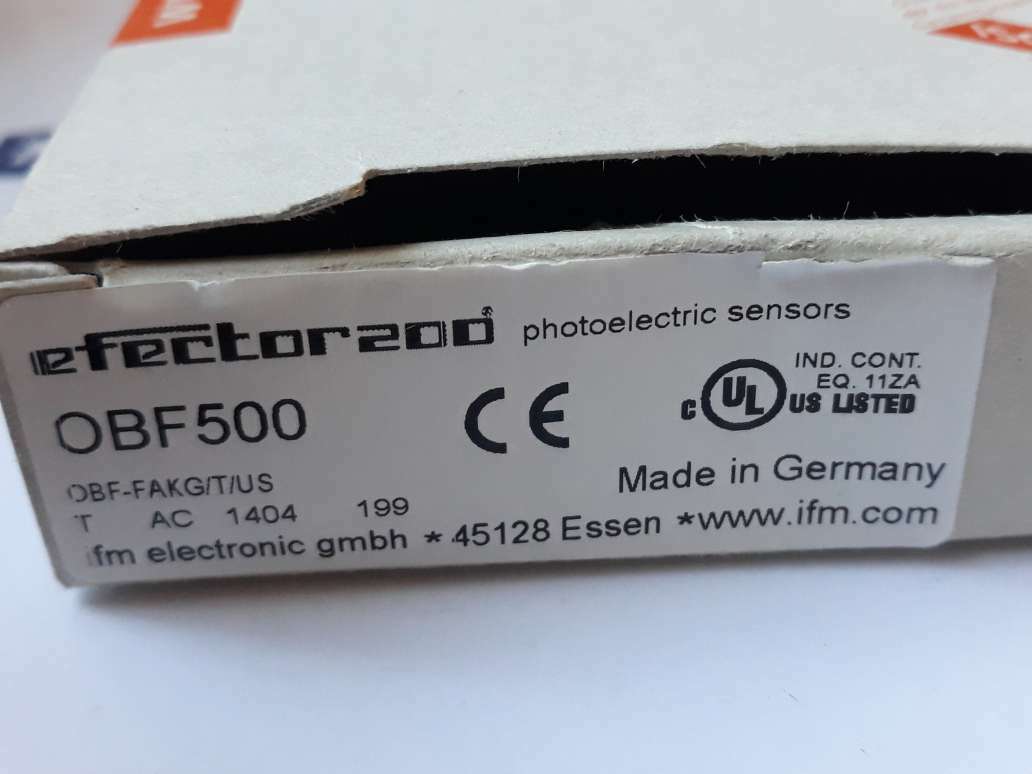 efector200® photoelectric sensors
OBF500
CE
c UL US LISTED
IND. CONT.
EQ. 11ZA
OBF-FAKG/T/US
Made in Germany
T AC 1404 199
ifm electronic gmbh * 45128 Essen *www.ifm.com